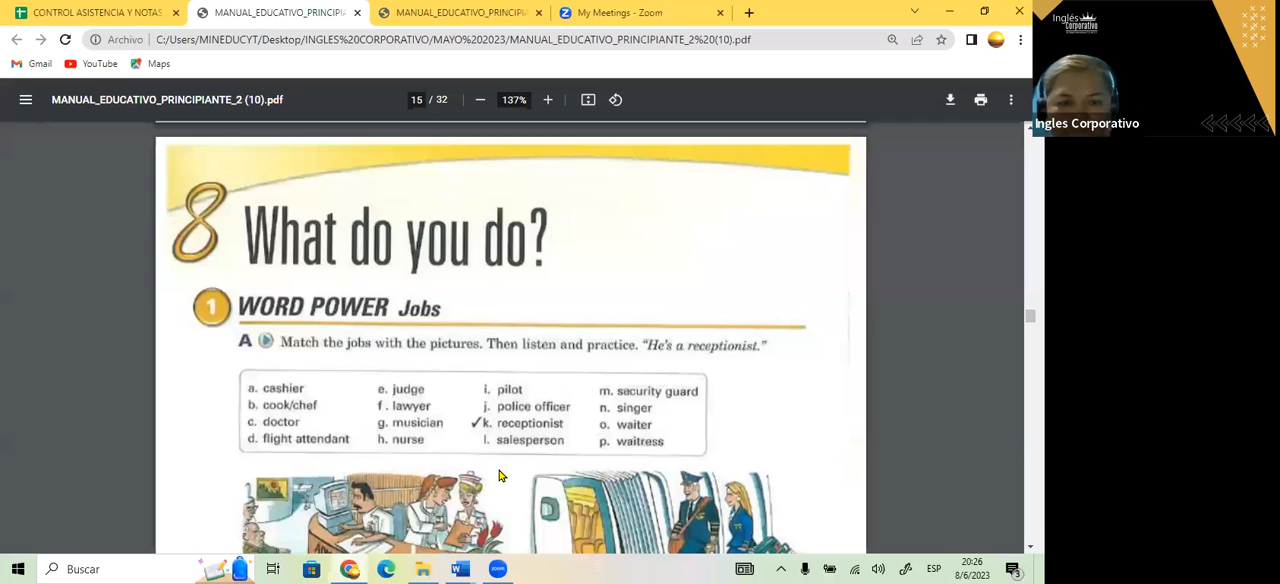 CONTROL ASISTENCIA Y NOTAS
MANUAL_EDUCATIVO_PRINCIPI
MANUAL_EDUCATIVO_PRINCIPI
My Meetings - Zoom
Archivo
C:/Users/MINEDUCYT/Desktop/INGLES%20CORPORATIVO/MAYO%202023/MANUAL_EDUCATIVO_PRINCIPIANTE_2%20(10).pdf
Gmail
YouTube
Maps
MANUAL_EDUCATIVO_PRINCIPIANTE_2 (10).pdf
15 / 32
137%
Inglés
Corporativo
Ingles Corporativo
8 What do you do?
1 WORD POWER Jobs
A Match the jobs with the pictures. Then listen and practice. "He's a receptionist."
a. cashier
b. cook/chef
c. doctor
d. flight attendant
e. judge
f. lawyer
g. musician
h. nurse
i. pilot
j. police officer
✓k. receptionist
l. salesperson
m. security guard
n. singer
o. waiter
p. waitress
Buscar
zoom
ESP
20:26
8/6/2023
3